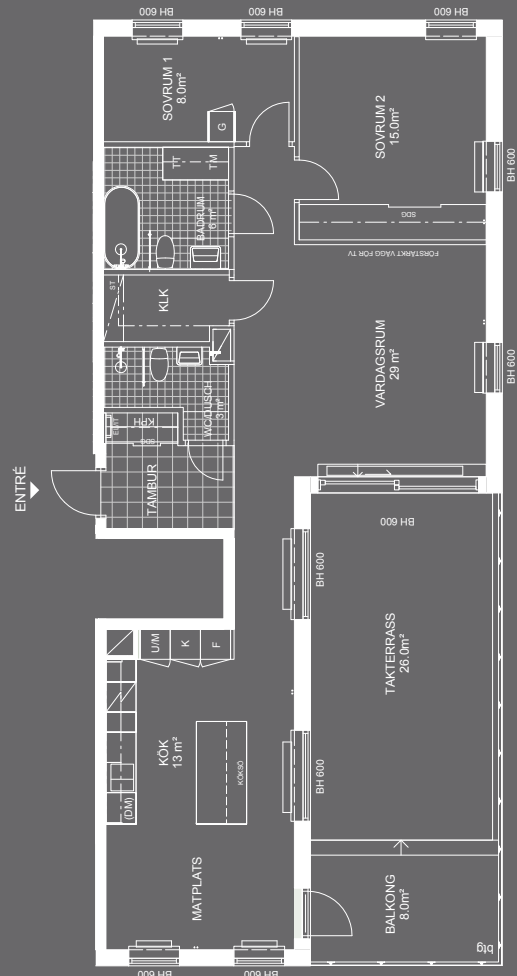 BH 600
BH 600
BH 600
SOVRUM 1
8.0m²
G
SOVRUM 2
15.0m²
BH 600
TT
TM
BADRUM
6 m²
SDG
FÖRSTÄRKT VÄGG FÖR TV
ST
KLK
VARDAGSRUM
29 m²
BH 600
WC/DUSCH
3 m²
EL/IT
KPH
SDG
TAMBUR
ENTRÉ
BH 600
BH 600
U/M
K
F
TAKTERRASS
26.0m²
KÖK
13 m²
KÖKSÖ
(DM)
BH 600
MATPLATS
BALKONG
8.0m²
btg
BH 600
BH 600